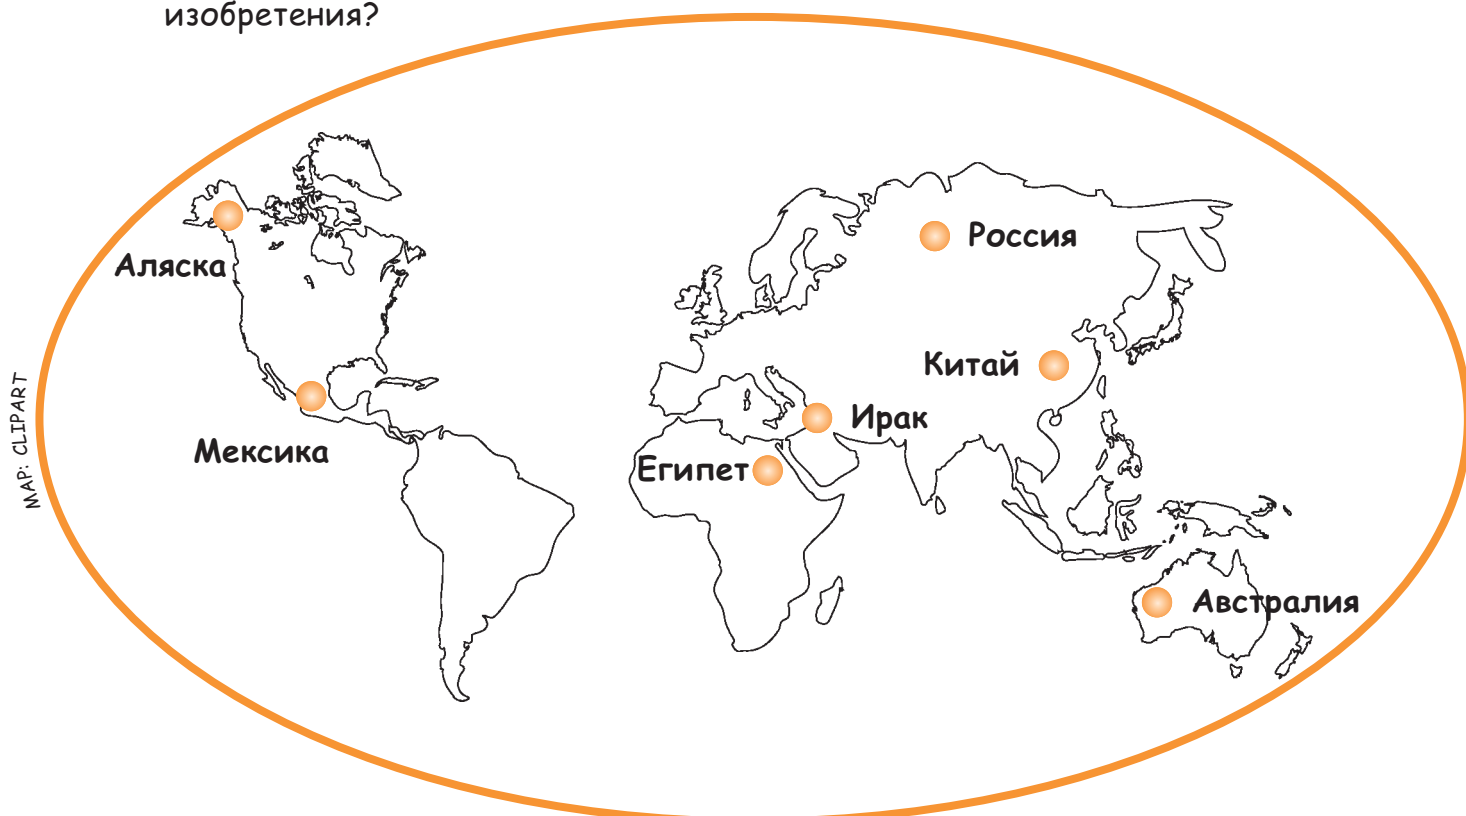 изобретения?
Россия
Аляска
Китай
MAP: CLIPART
Ирак
Мексика
Египет
Австралия